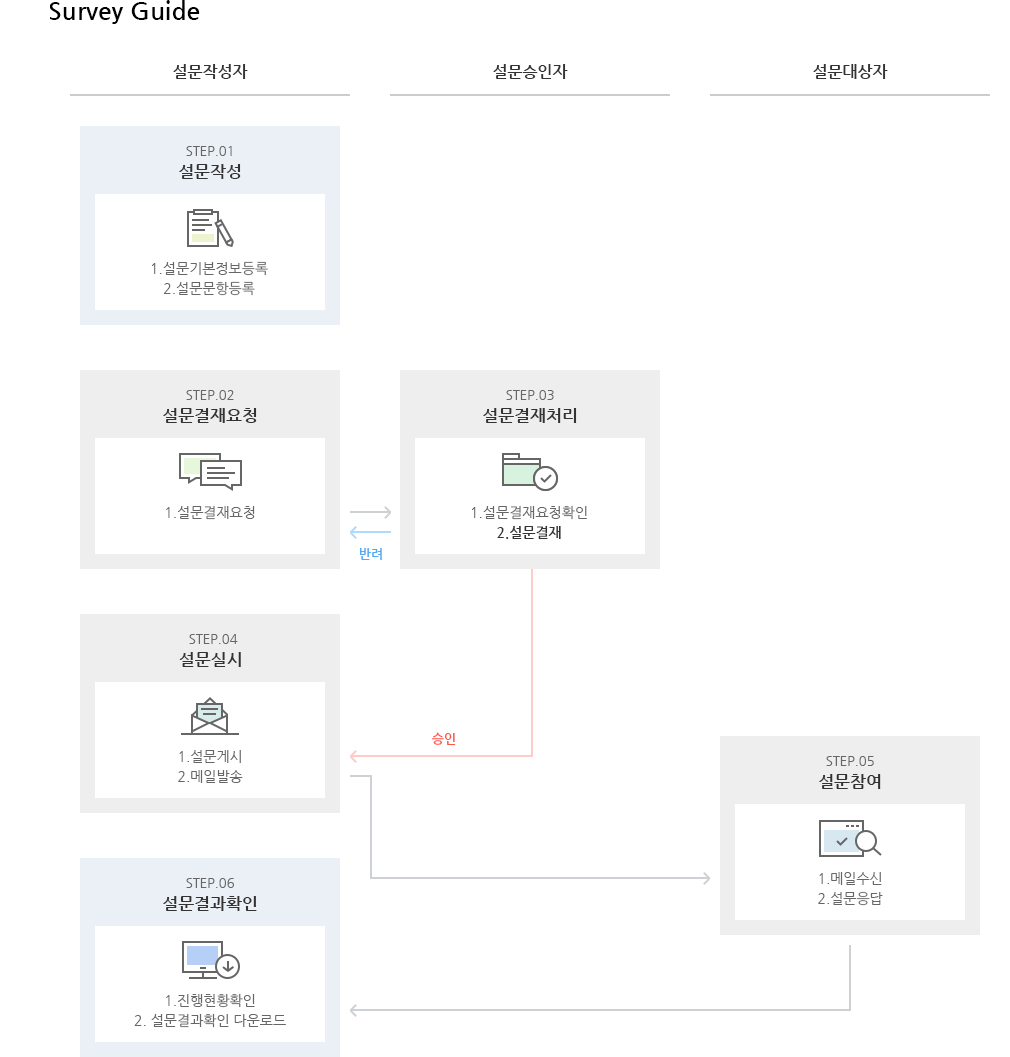 Survey Guide
설문작성자
설문승인자
설문대상자
STEP.01
설문작성
1.설문기본정보등록
2.설문문항등록
STEP.02
설문결재요청
1.설문결재요청
반려
STEP.03
설문결재처리
1.설문결재요청확인
2.설문결재
승인
STEP.04
설문실시
1.설문게시
2.메일발송
STEP.05
설문참여
1.메일수신
2.설문응답
STEP.06
설문결과확인
1.진행현황확인
2. 설문결과확인 다운로드